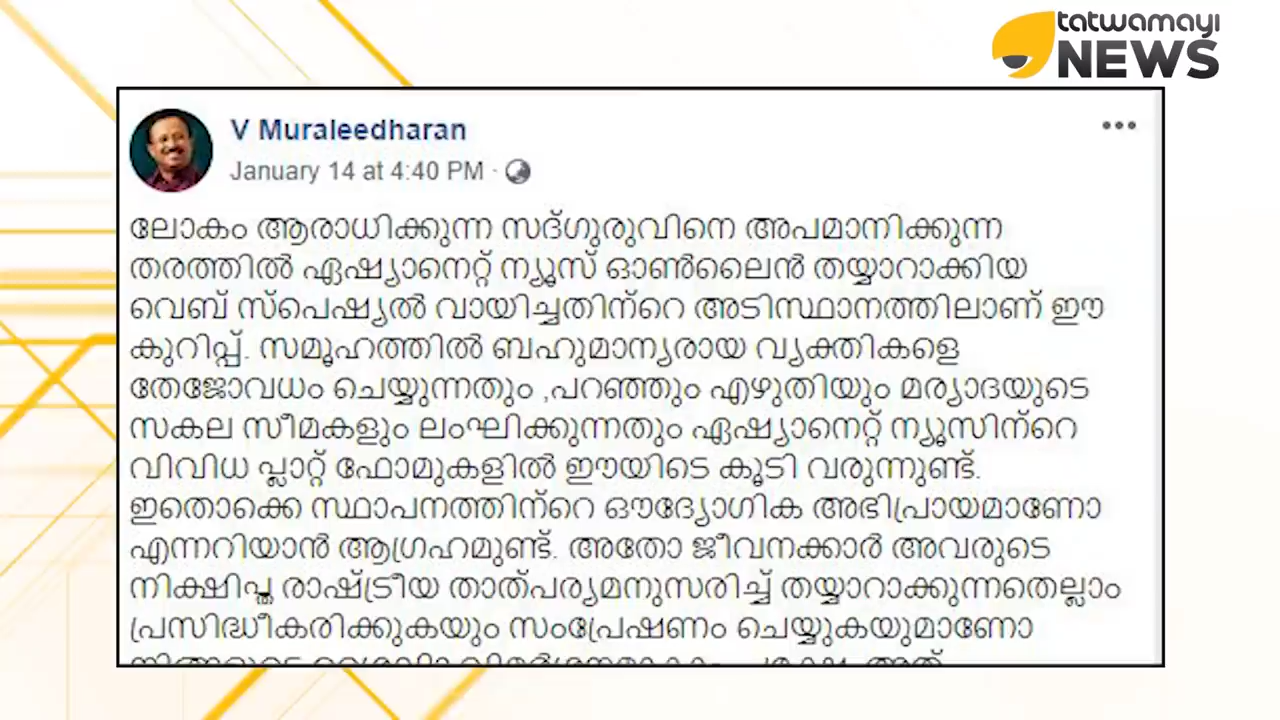 tatwamayi
NEWS
V Muraleedharan
January 14 at 4:40 PM ·
ലോകം ആരാധിക്കുന്ന സദ്ഗുരുവിനെ അപമാനിക്കുന്ന
തരത്തിൽ ഏഷ്യാനെറ്റ് ന്യൂസ് ഓൺലൈൻ തയ്യാറാക്കിയ
വെബ് സ്പെഷ്യൽ വായിച്ചതിന്റെ അടിസ്ഥാനത്തിലാണ് ഈ
കുറിപ്പ്. സമൂഹത്തിൽ ബഹുമാന്യരായ വ്യക്തികളെ
തേജോവധം ചെയ്യുന്നതും ,പറഞ്ഞും എഴുതിയും മര്യാദയുടെ
സകല സീമകളും ലംഘിക്കുന്നതും ഏഷ്യാനെറ്റ് ന്യൂസിന്റെ
വിവിധ പ്ലാറ്റ് ഫോമുകളിൽ ഈയിടെ കൂടി വരുന്നുണ്ട്.
ഇതൊക്കെ സ്ഥാപനത്തിന്റെ ഔദ്യോഗിക അഭിപ്രായമാണോ
എന്നറിയാൻ ആഗ്രഹമുണ്ട്. അതോ ജീവനക്കാർ അവരുടെ
നിക്ഷിപ്ത രാഷ്ട്രീയ താത്പര്യമനുസരിച്ച് തയ്യാറാക്കുന്നതെല്ലാം
പ്രസിദ്ധീകരിക്കുകയും സംപ്രേഷണം ചെയ്യുകയുമാണോ